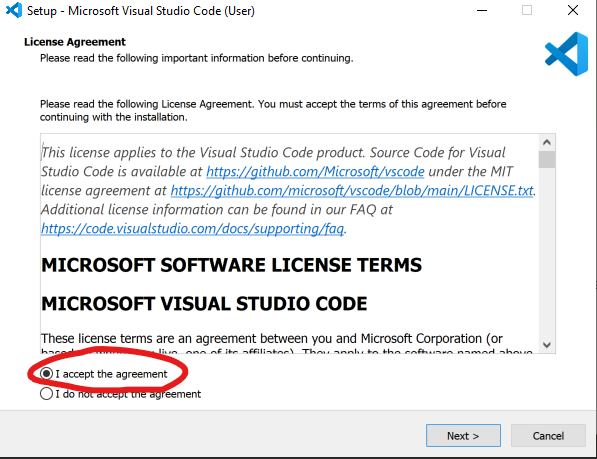 Setup - Microsoft Visual Studio Code (User)
License Agreement
Please read the following important information before continuing.
Please read the following License Agreement. You must accept the terms of this agreement before
continuing with the installation.
This license applies to the Visual Studio Code product. Source Code for Visual
Studio Code is available at https://github.com/Microsoft/vscode under the MIT
license agreement at https://github.com/microsoft/vscode/blob/main/LICENSE.txt.
Additional license information can be found in our FAQ at
https://code.visualstudio.com/docs/supporting/faq.
MICROSOFT SOFTWARE LICENSE TERMS
MICROSOFT VISUAL STUDIO CODE
These license terms are an agreement between you and Microsoft Corporation (or
based live, one of its affiliates). They apply to the software named above
I accept the agreement
I do not accept the agreement
Next >
Cancel